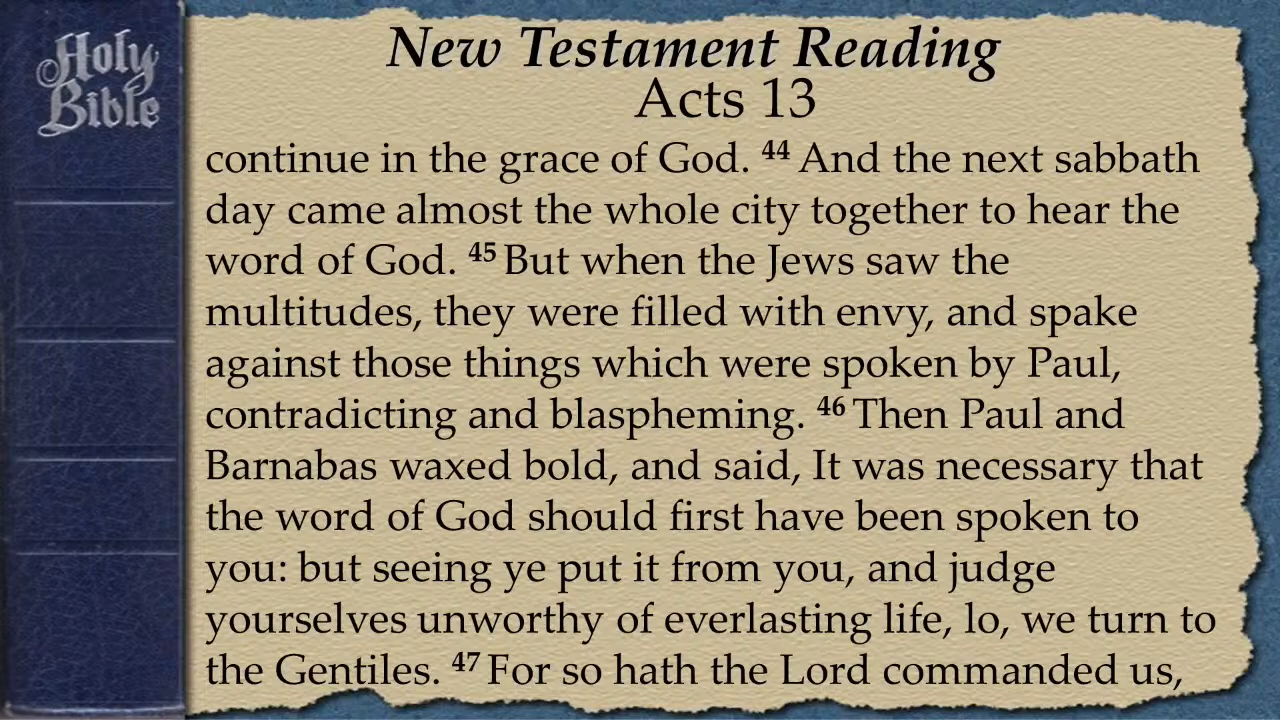 Holy
Bible
New Testament Reading
Acts 13
continue in the grace of God. 44 And the next sabbath
day came almost the whole city together to hear the
word of God. 45 But when the Jews saw the
multitudes, they were filled with envy, and spake
against those things which were spoken by Paul,
contradicting and blaspheming. 46 Then Paul and
Barnabas waxed bold, and said, It was necessary that
the word of God should first have been spoken to
you: but seeing ye put it from you, and judge
yourselves unworthy of everlasting life, lo, we turn to
the Gentiles. 47 For so hath the Lord commanded us,